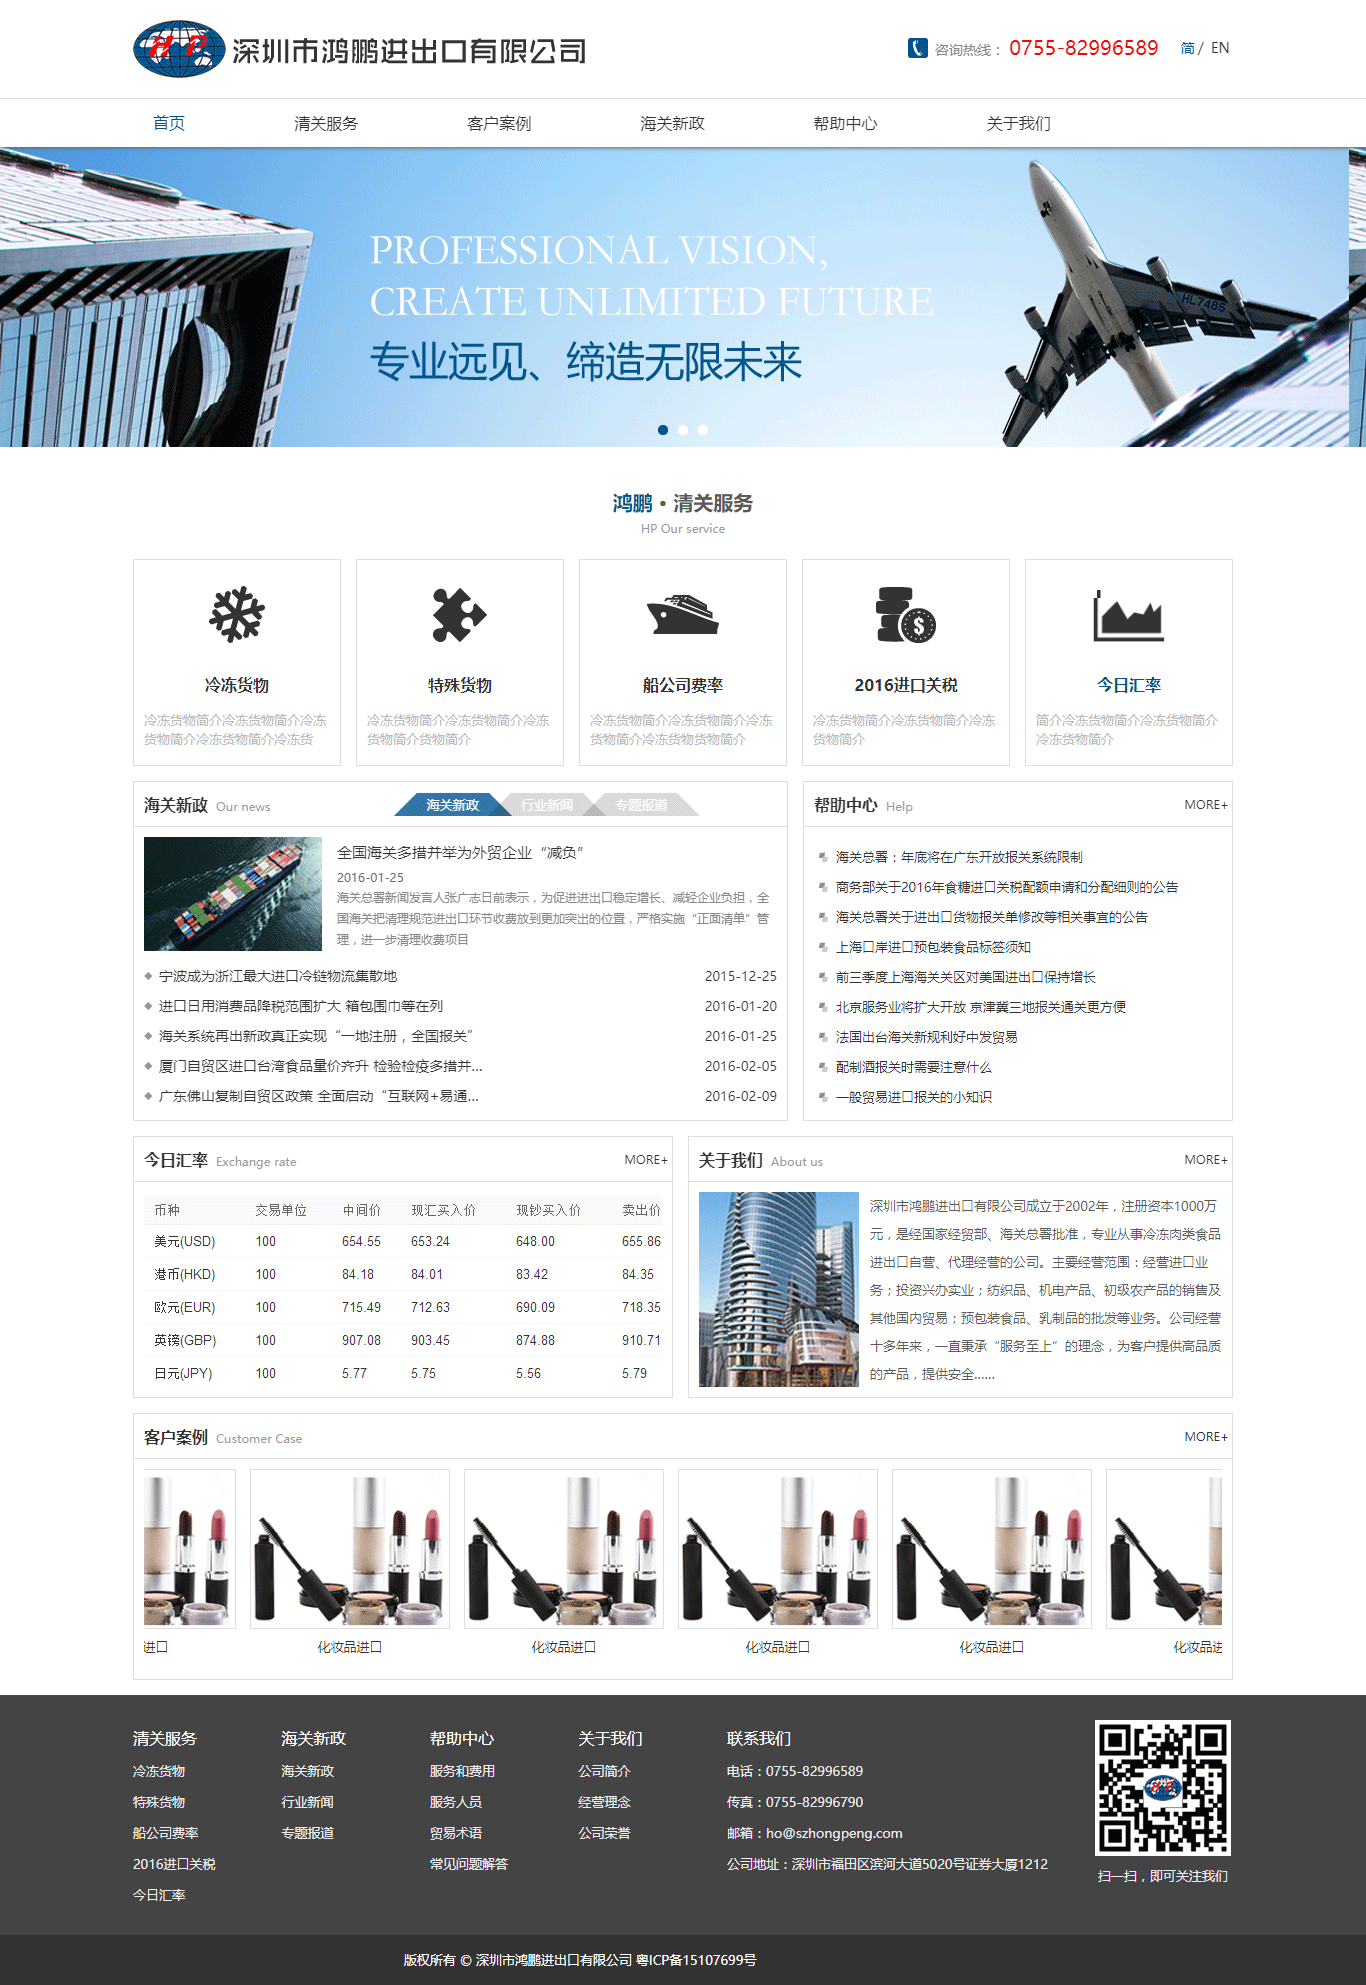 HP 深圳市鸿鹏进出口有限公司
咨询热线： 0755-82996589 简 / EN
首页 清关服务 客户案例 海关新政 帮助中心 关于我们
PROFESSIONAL VISION,
CREATE UNLIMITED FUTURE
专业远见、缔造无限未来
HL7485
鸿鹏·清关服务
HP Our service
冷冻货物
冷冻货物简介冷冻货物简介冷冻
货物简介冷冻货物简介冷冻货
特殊货物
冷冻货物简介冷冻货物简介冷冻
货物简介货物简介
船公司费率
冷冻货物简介冷冻货物简介冷冻
货物简介冷冻货物货物简介
2016进口关税
冷冻货物简介冷冻货物简介冷冻
货物简介
今日汇率
简介冷冻货物简介冷冻货物简介
冷冻货物简介
海关新政 Our news 海关新政 行业新闻 专题报道
全国海关多措并举为外贸企业“减负”
2016-01-25
海关总署新闻发言人张广志日前表示，为促进进出口稳定增长、减轻企业负担，全
国海关把清理规范进出口环节收费放到更加突出的位置，严格实施“正面清单”管
理，进一步清理收费项目
宁波成为浙江最大进口冷链物流集散地 2015-12-25
进口日用消费品降税范围扩大 箱包围巾等在列 2016-01-20
海关系统再出新政真正实现“一地注册，全国报关” 2016-01-25
厦门自贸区进口台湾食品量价齐升 检验检疫多措并... 2016-02-05
广东佛山复制自贸区政策 全面启动“互联网+易通... 2016-02-09
帮助中心 Help MORE+
海关总署：年底将在广东开放报关系统限制
商务部关于2016年食糖进口关税配额申请和分配细则的公告
海关总署关于进出口货物报关单修改等相关事宜的公告
上海口岸进口预包装食品标签须知
前三季度上海海关关区对美国进出口保持增长
北京服务业将扩大开放 京津冀三地报关通关更方便
法国出台海关新规利好中发贸易
配制酒报关时需要注意什么
一般贸易进口报关的小知识
今日汇率 Exchange rate MORE+
币种 交易单位 中间价 现汇买入价 现钞买入价 卖出价
美元(USD) 100 654.55 653.24 648.00 655.86
港币(HKD) 100 84.18 84.01 83.42 84.35
欧元(EUR) 100 715.49 712.63 690.09 718.35
英镑(GBP) 100 907.08 903.45 874.88 910.71
日元(JPY) 100 5.77 5.75 5.56 5.79
关于我们 About us MORE+
深圳市鸿鹏进出口有限公司成立于2002年，注册资本1000万
元，是经国家经贸部、海关总署批准，专业从事冷冻肉类食品
进出口自营、代理经营的公司。主要经营范围：经营进口业
务；投资兴办实业；纺织品、机电产品、初级农产品的销售及
其他国内贸易；预包装食品、乳制品的批发等业务。公司经营
十多年来，一直秉承“服务至上”的理念，为客户提供高品质
的产品，提供安全......
客户案例 Customer Case MORE+
进口 化妆品进口 化妆品进口 化妆品进口 化妆品进口 化妆品进
清关服务
冷冻货物
特殊货物
船公司费率
2016进口关税
今日汇率
海关新政
海关新政
行业新闻
专题报道
帮助中心
服务和费用
服务人员
贸易术语
常见问题解答
关于我们
公司简介
经营理念
公司荣誉
联系我们
电话：0755-82996589
传真：0755-82996790
邮箱：ho@szhongpeng.com
公司地址：深圳市福田区滨河大道5020号证券大厦1212
扫一扫，即可关注我们
版权所有 © 深圳市鸿鹏进出口有限公司 粤ICP备15107699号